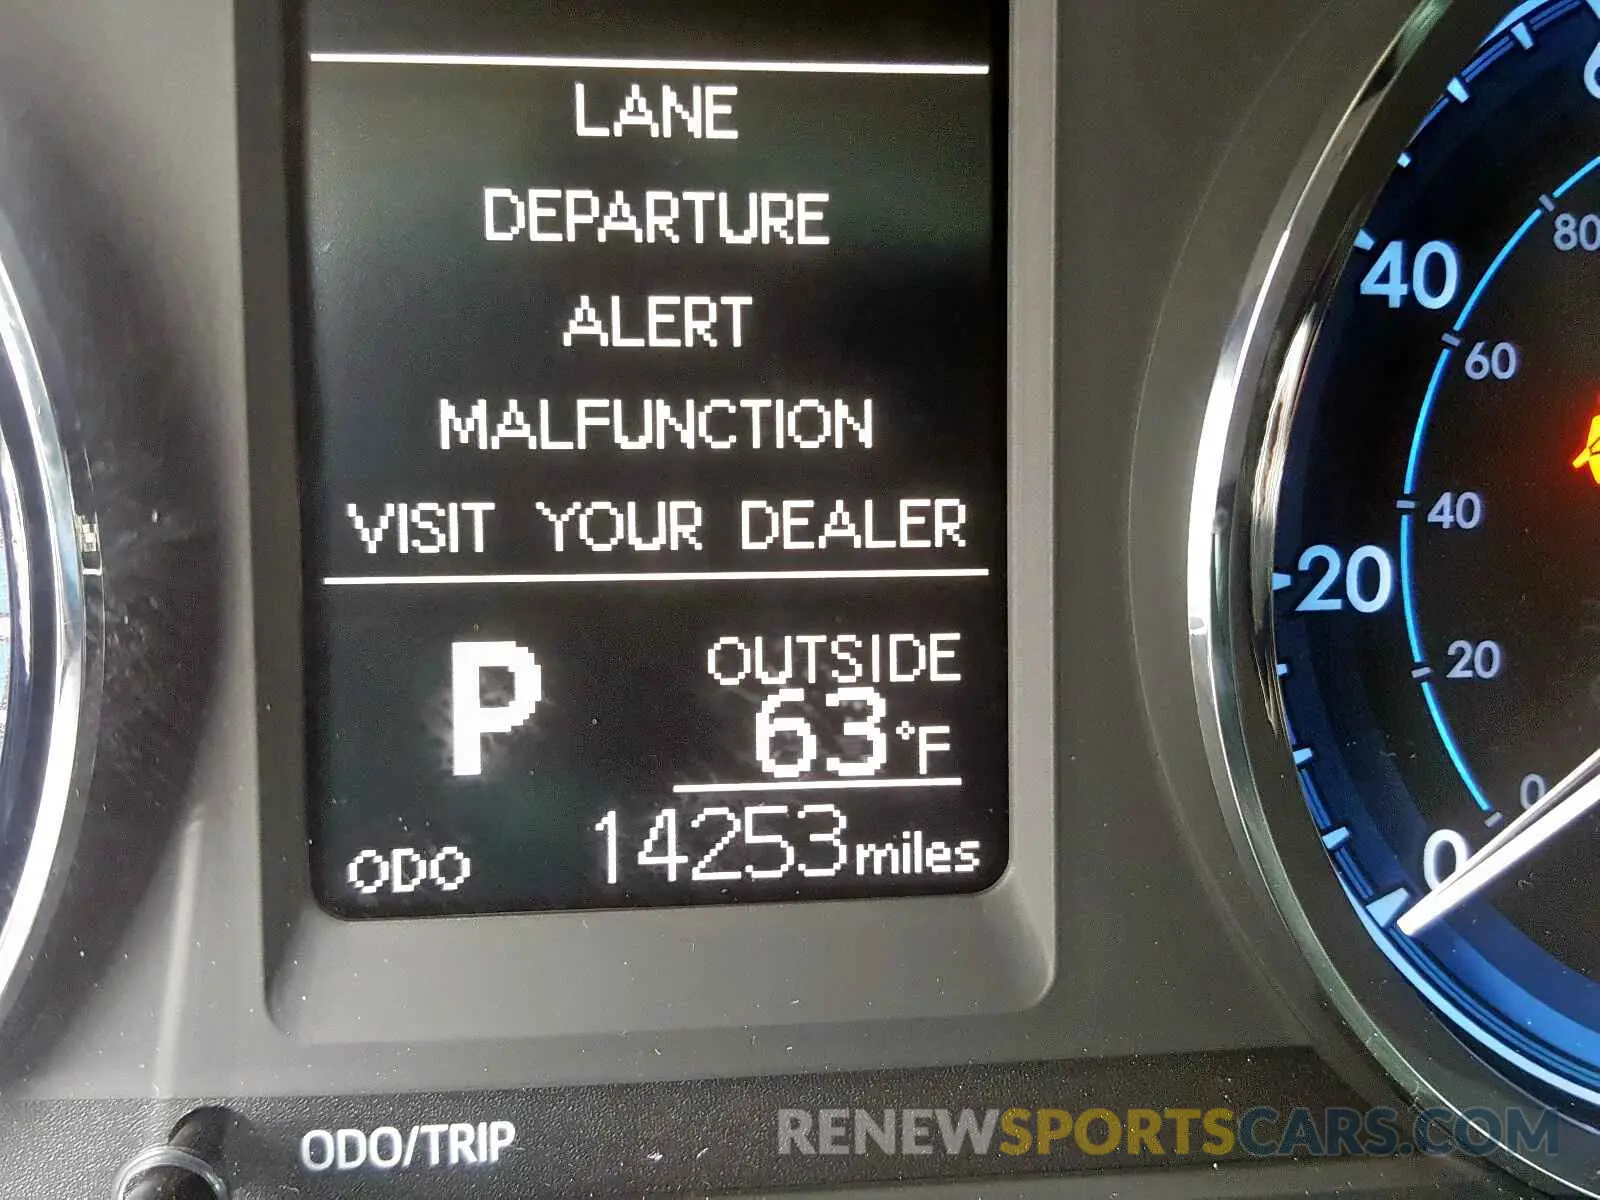 LANE
DEPARTURE
ALERT
MALFUNCTION
VISIT YOUR DEALER
P
OUTSIDE
63°F
ODO 14253 miles
ODO/TRIP
80
40
60
40
20
20
0
0
RENEWSPORTSCARS.COM